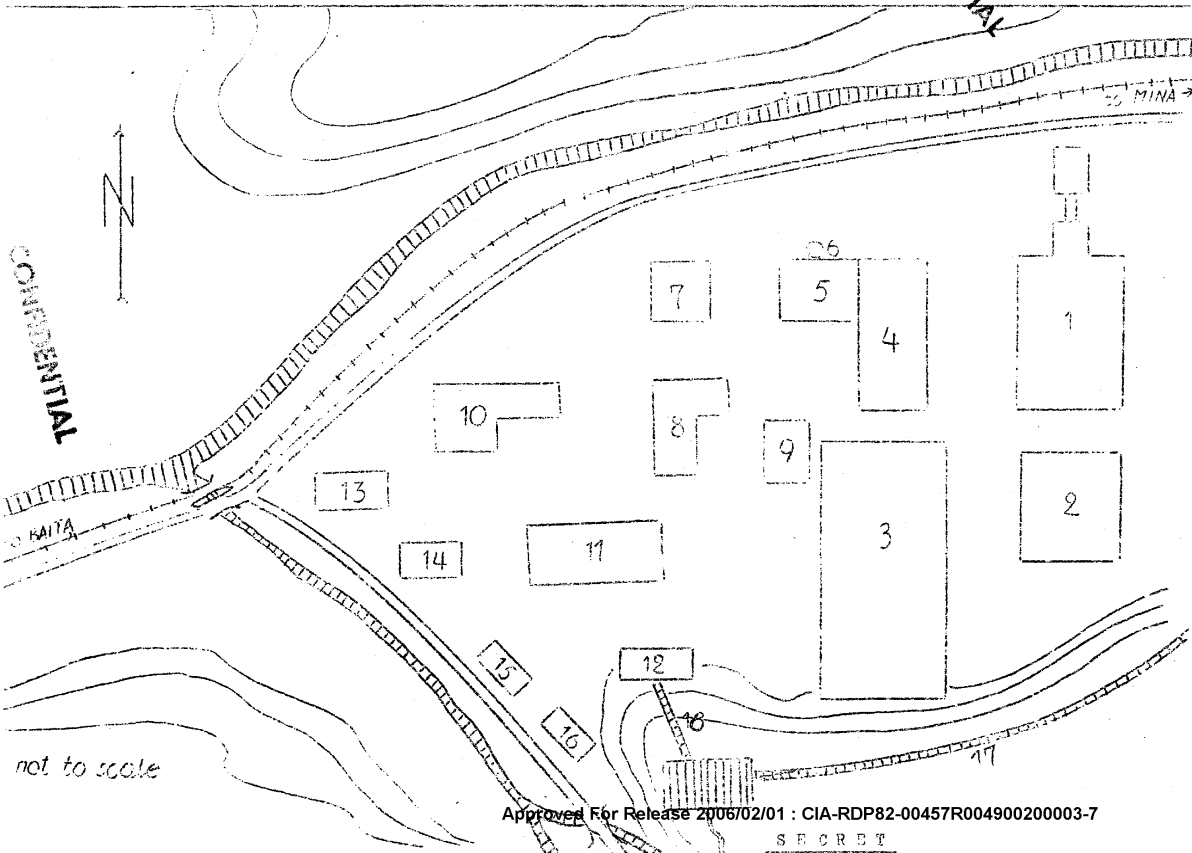 TO MINA →
N
CONFIDENTIAL
6
7
5
4
1
10
8
9
13
2
3
TO BAITA
14
11
15
12
16
18
17
not to scale
Approved For Release 2006/02/01 : CIA-RDP82-00457R004900200003-7
SECRET